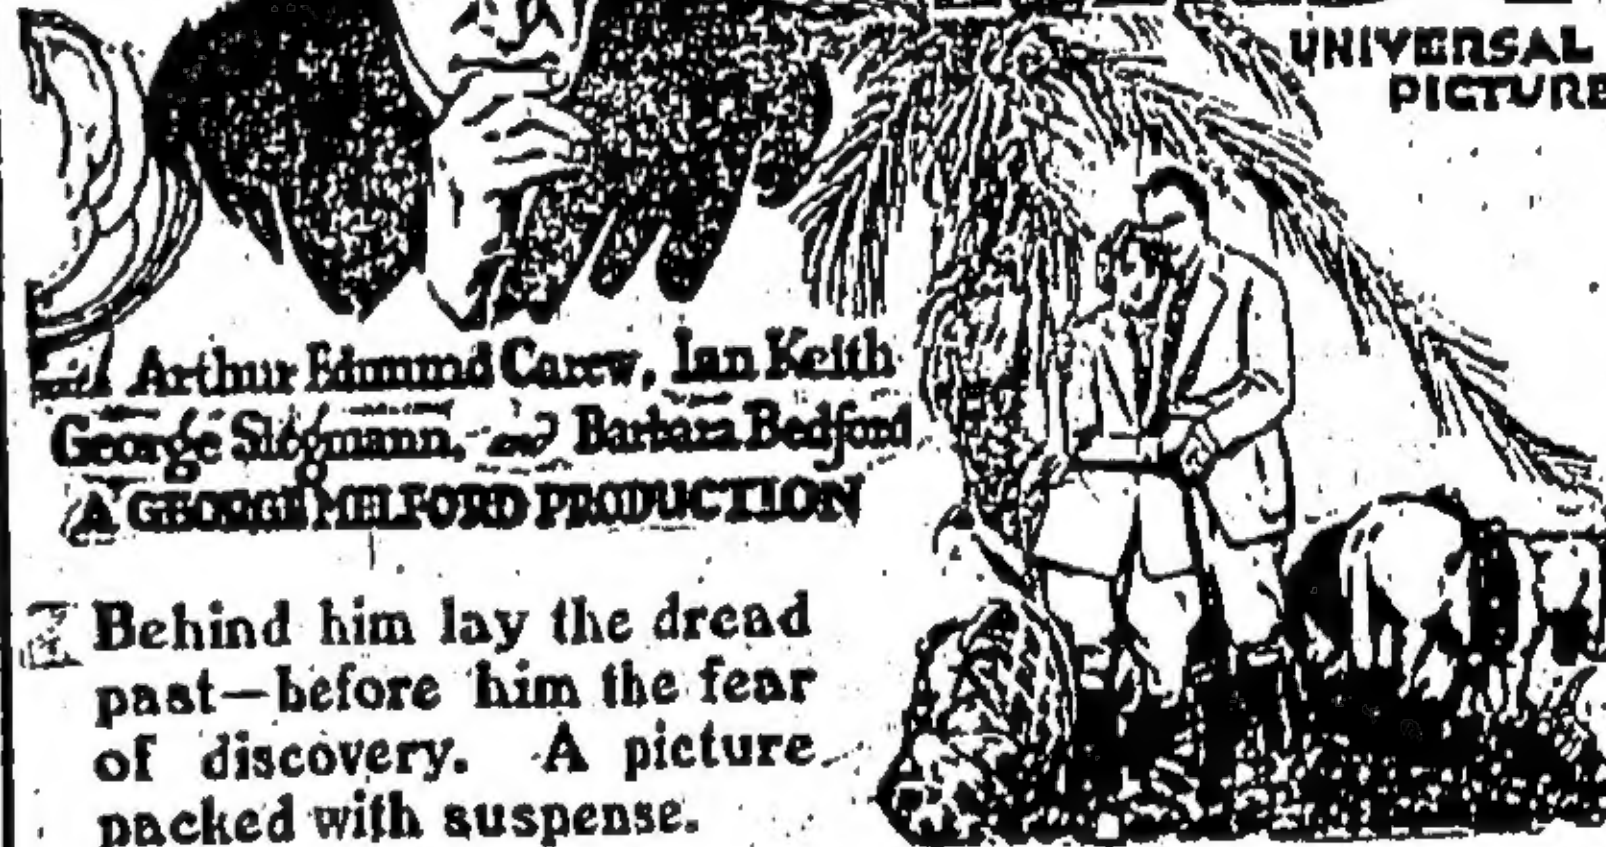 UNIVERSAL
PICTURE
Arthur Edmund Carew, Ian Keith
George Siegmann, and Barbara Bedford
A GEORGE MELFORD PRODUCTION
Behind him lay the dread
past—before him the fear
of discovery. A picture
packed with suspense.